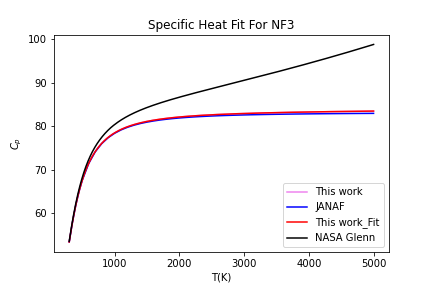 Specific Heat Fit For NF3
100
90
80
70
60
C_p
1000
2000
3000
4000
5000
T(K)
This work
JANAF
This work_Fit
NASA Glenn